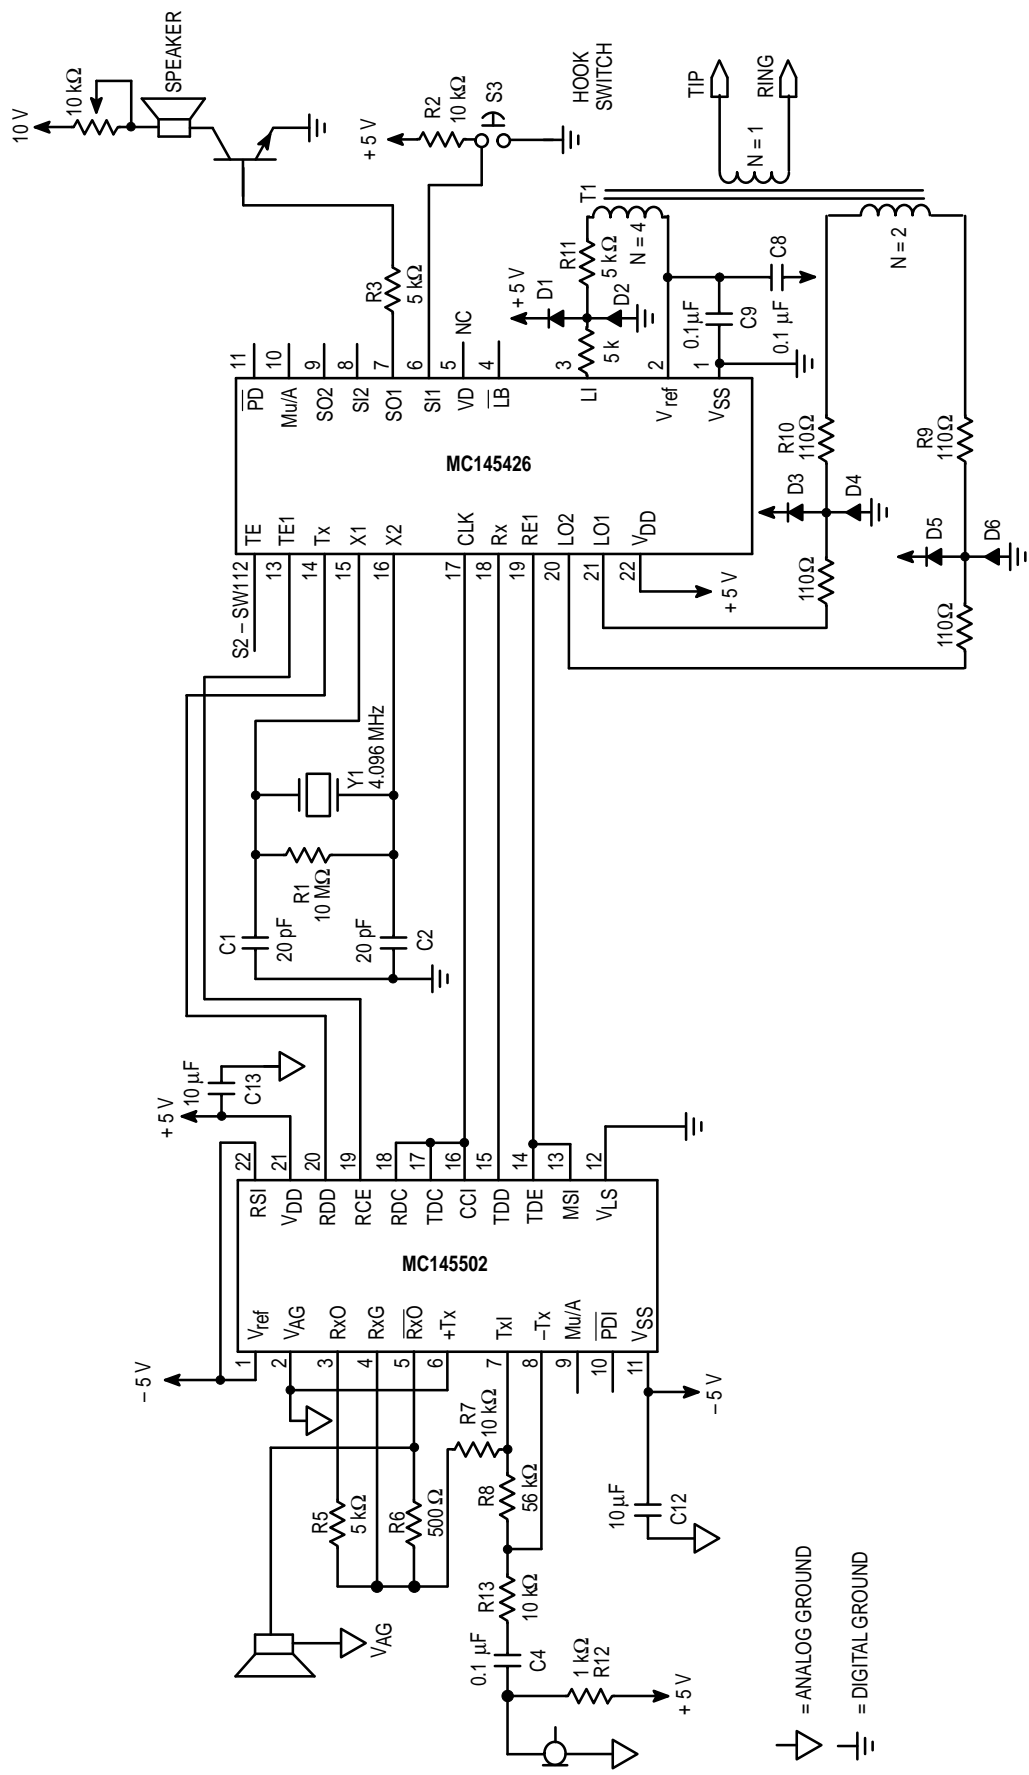 10 V
10 kΩ
SPEAKER
+ 5 V
R2
10 kΩ
S3
HOOK
SWITCH
TIP
RING
N = 1
T1
N = 4
N = 2
R3
5 kΩ
NC
+ 5 V
D1
D2
R11
5 kΩ
5 k
0.1 µF
C9
0.1 µF
C8
11
10
9
8
7
6
5
4
3
2
1
PD
Mu/A
SO2
SI2
SO1
SI1
VD
LB
LI
Vref
VSS
MC145426
TE
TE1
Tx
X1
X2
CLK
Rx
RE1
LO2
LO1
VDD
S2 – SW1 12
13
14
15
16
17
18
19
20
21
22
+ 5 V
R10
110Ω
D3
D4
110Ω
R9
110Ω
D5
D6
110Ω
Y1
4.096 MHz
R1
10 MΩ
C1
20 pF
20 pF
C2
10 µF
C13
+ 5 V
22
21
20
19
18
17
16
15
14
13
12
RSI
VDD
RDD
RCE
RDC
TDC
CCI
TDD
TDE
MSI
VLS
MC145502
Vref
VAG
RxO
RxG
RxO
+Tx
TxI
–Tx
Mu/A
PDI
VSS
1
2
3
4
5
6
7
8
9
10
11
– 5 V
R7
10 kΩ
– 5 V
R5
5 kΩ
R6
500 Ω
R8
56 kΩ
10 µF
C12
R13
10 kΩ
VAG
0.1 µF
C4
1 kΩ
R12
+ 5 V
= ANALOG GROUND
= DIGITAL GROUND